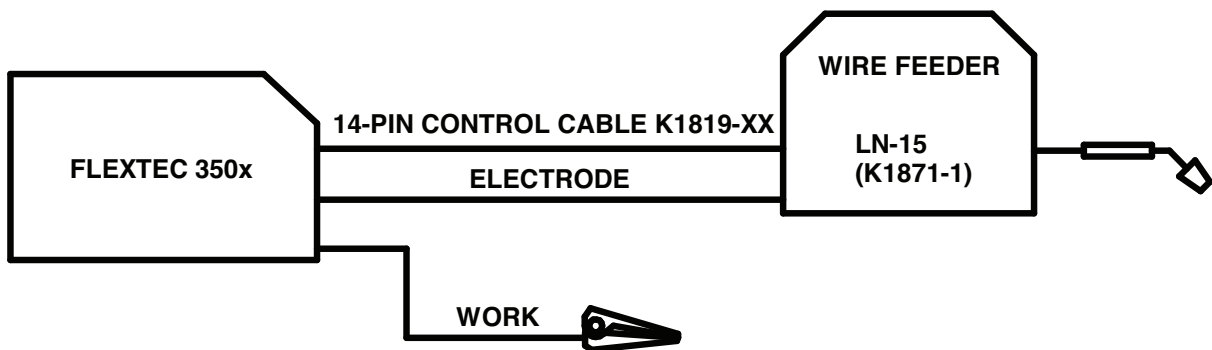 WIRE FEEDER
14-PIN CONTROL CABLE K1819-XX
FLEXTEC 350x
LN-15
(K1871-1)
ELECTRODE
WORK